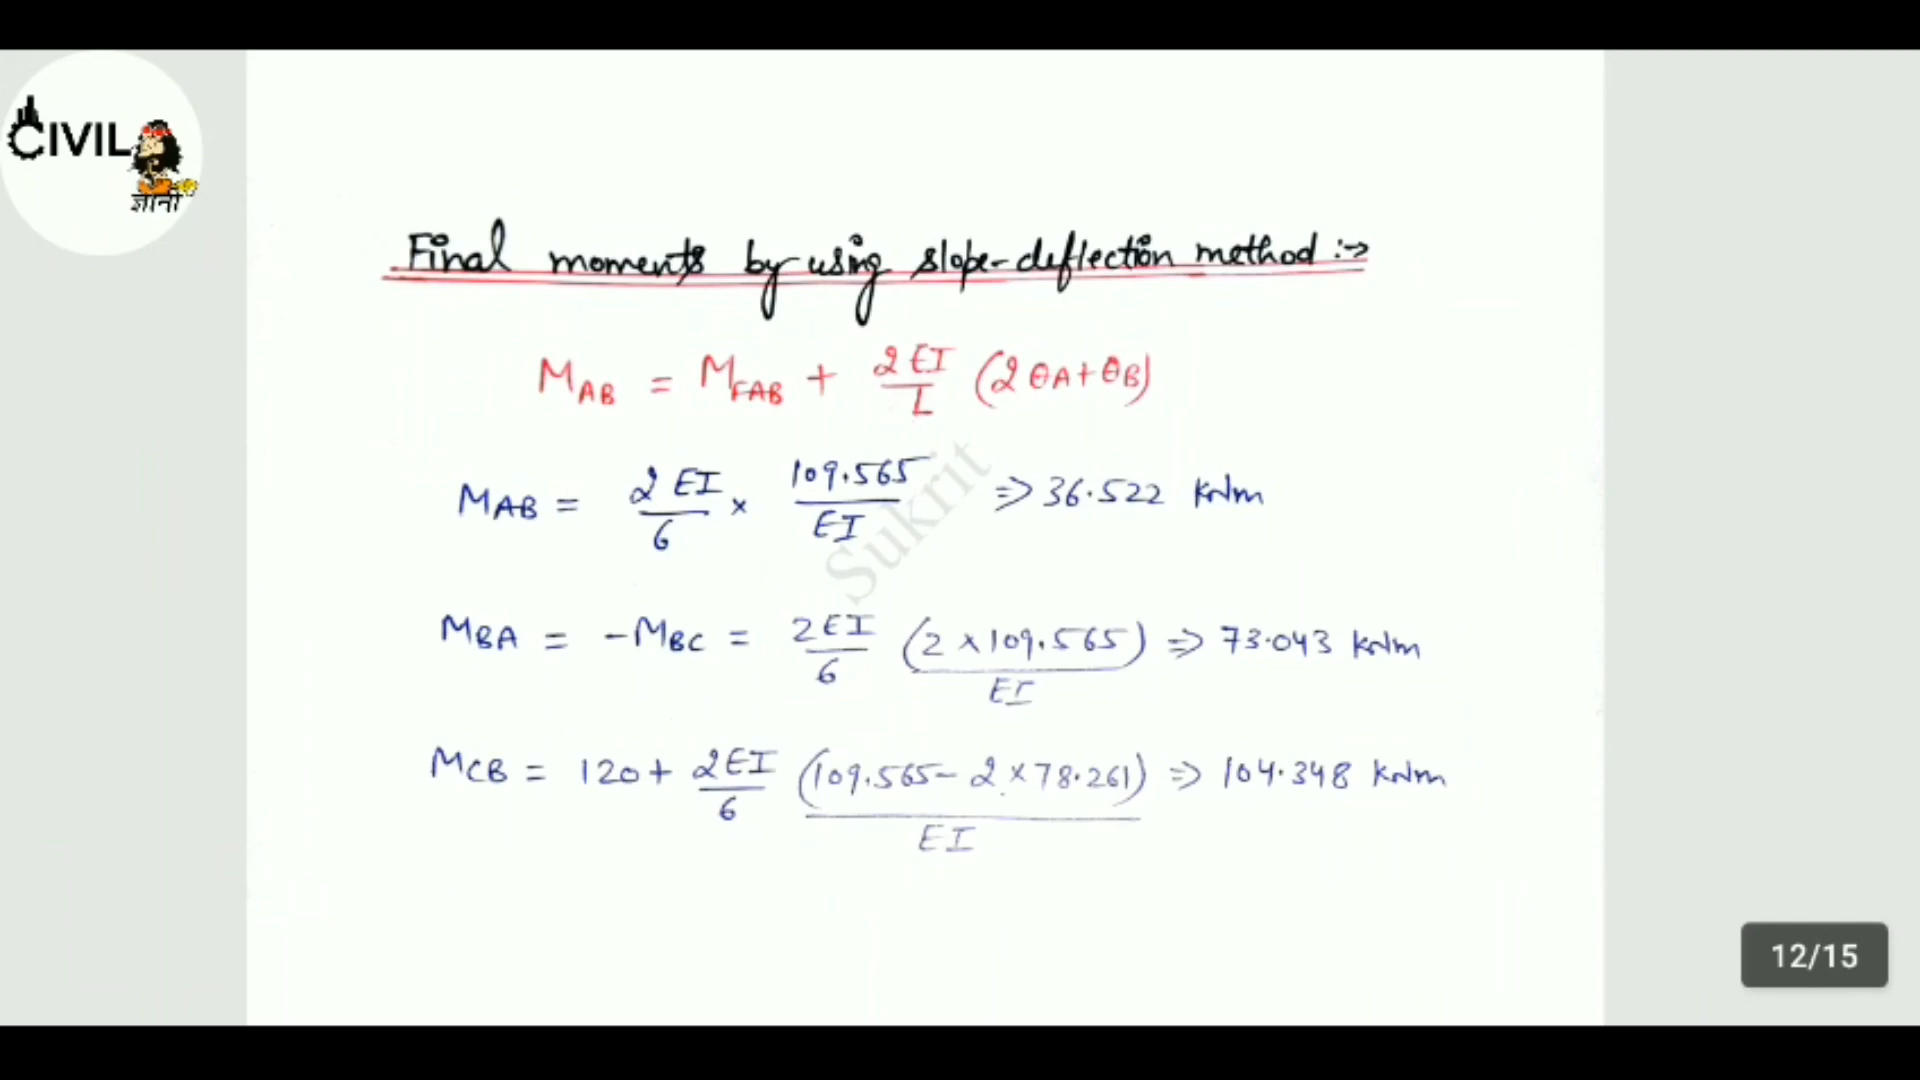 CIVIL
ज्ञानी
Final moments by using slope-deflection method :->
MAB = MFAB + 2EI/L (2θA+θB)
MAB = 2EI/6 × 109.565/EI => 36.522 kNm
MBA = -MBC = 2EI/6 (2×109.565)/EI => 73.043 kNm
MCB = 120+ 2EI/6 (109.565-2×78.261)/EI => 104.348 kNm
Sukrit
12/15